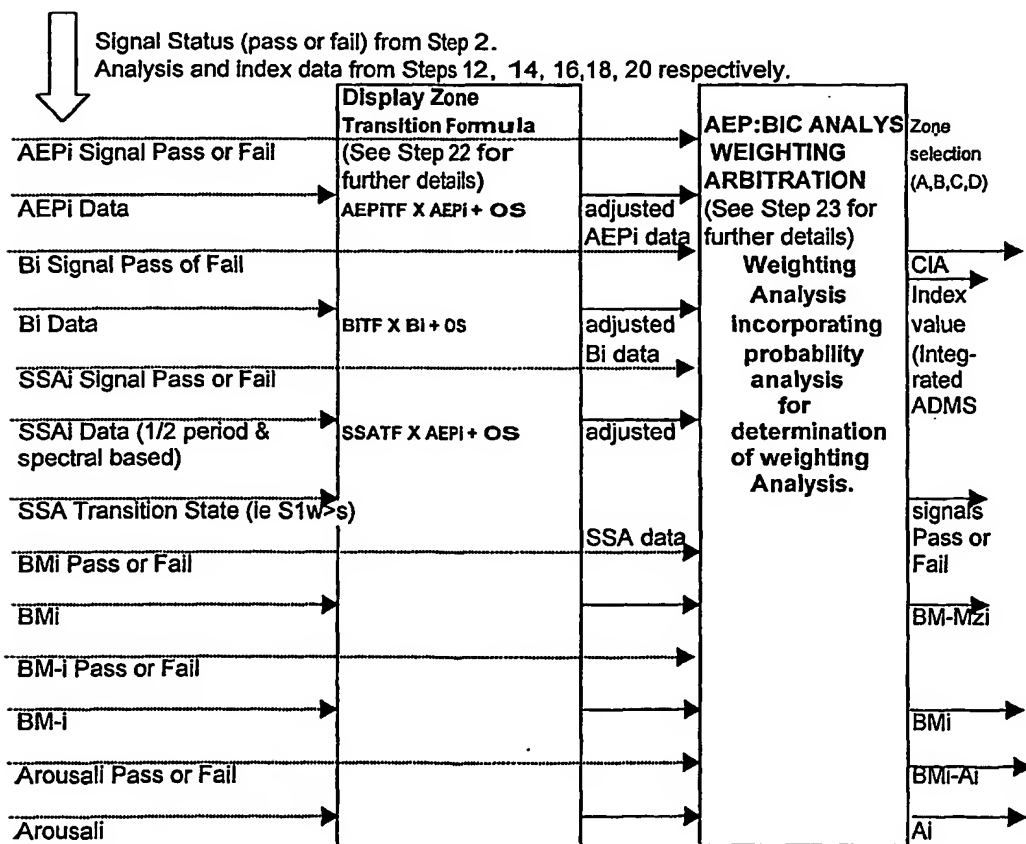 Signal Status (pass or fail) from Step 2.
Analysis and index data from Steps 12, 14, 16,18, 20 respectively.
Display Zone
Transition Formula
(See Step 22 for
further details)
AEP:BIC ANALYS
WEIGHTING
ARBITRATION
(See Step 23 for
further details)
Weighting
Analysis
incorporating
probability
analysis
for
determination
of weighting
Analysis.
Zone
selection
(A,B,C,D)
AEPi Signal Pass or Fail
AEPi Data
AEPiTF X AEPi + OS
adjusted
AEPi data
Bi Signal Pass of Fail
CIA
Index
value
(Integ-
rated
ADMS
Bi Data
BITF X Bi + OS
adjusted
Bi data
SSAi Signal Pass or Fail
SSAi Data (1/2 period &
spectral based)
SSATF X AEPi + OS
adjusted
SSA Transition State (ie S1w>s)
SSA data
signals
Pass or
Fail
BMi Pass or Fail
BMi
BM-Mzi
BM-i Pass or Fail
BM-i
BMi
Arousali Pass or Fail
BMi-Ai
Arousali
Ai